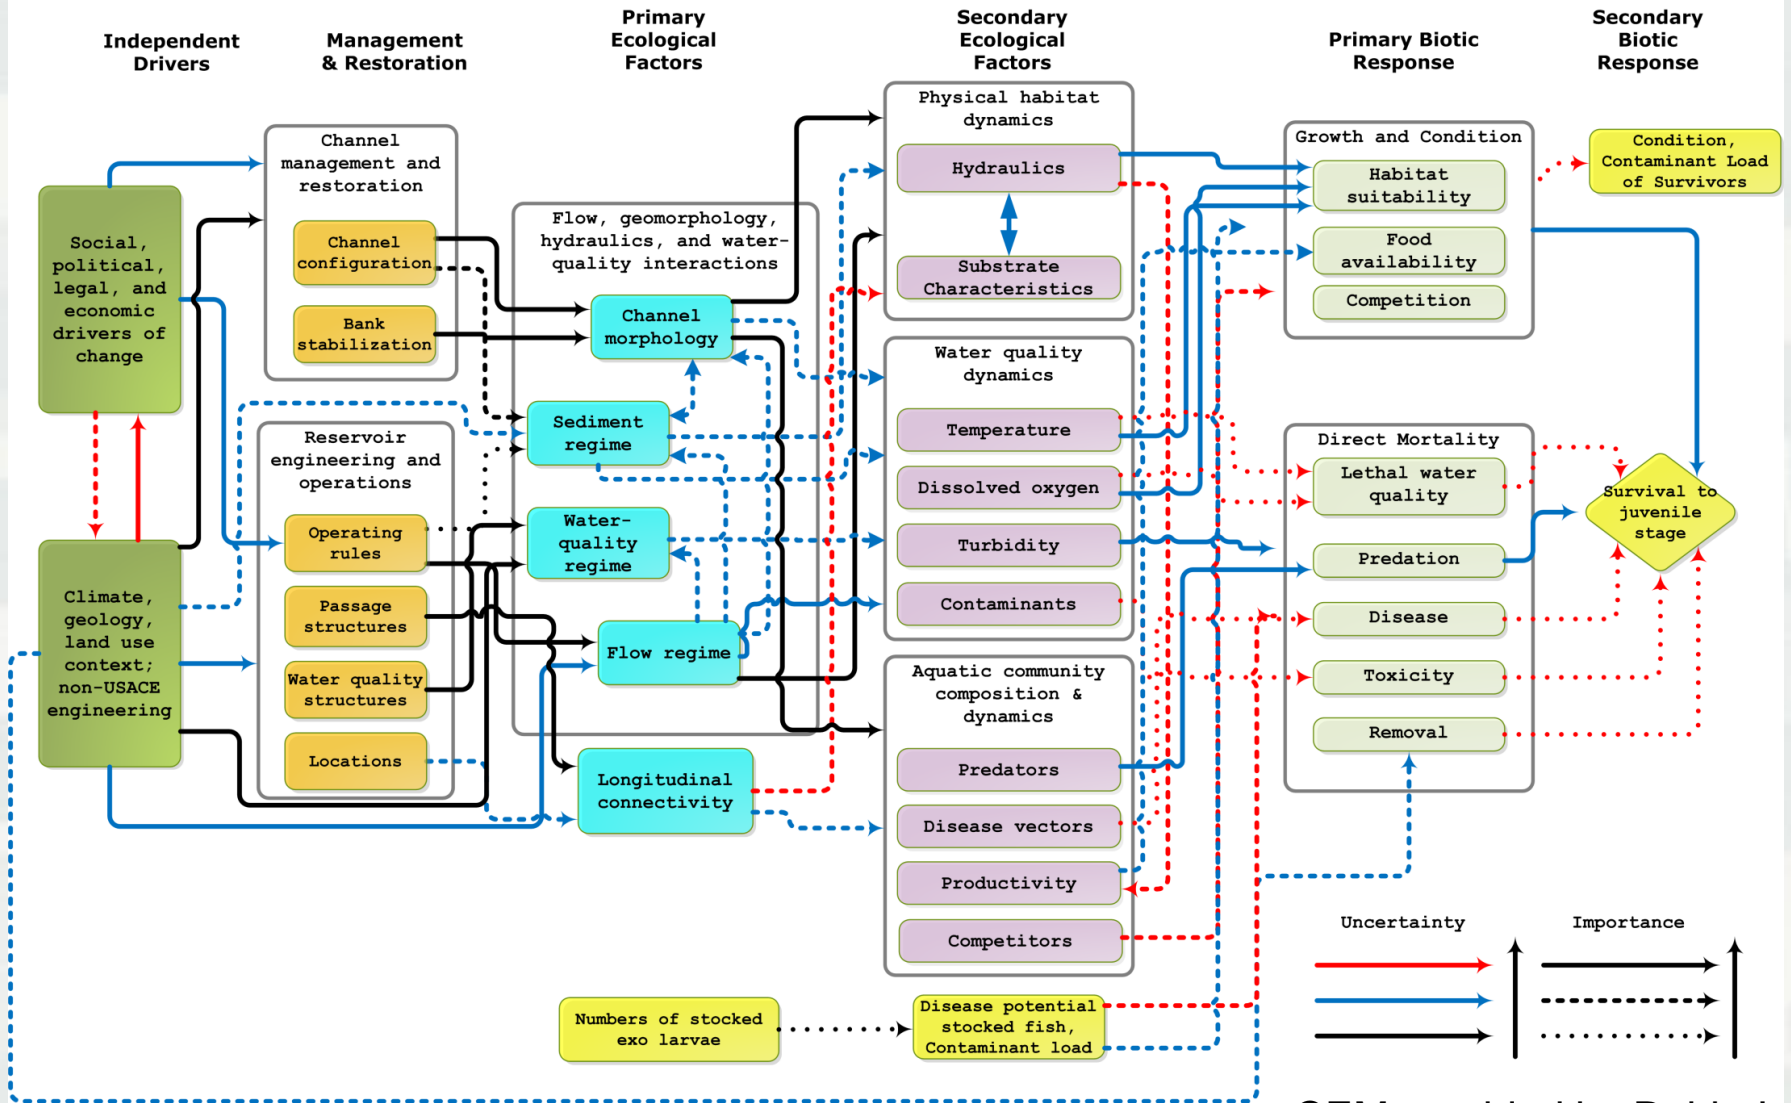 Independent
Drivers
Management
& Restoration
Primary
Ecological
Factors
Secondary
Ecological
Factors
Primary Biotic
Response
Secondary
Biotic
Response
Social,
political,
legal, and
economic
drivers of
change
Climate,
geology,
land use
context;
non-USACE
engineering
Channel
management and
restoration
Channel
configuration
Bank
stabilization
Reservoir
engineering and
operations
Operating
rules
Passage
structures
Water quality
structures
Locations
Flow, geomorphology,
hydraulics, and water-
quality interactions
Channel
morphology
Sediment
regime
Water-
quality
regime
Flow regime
Longitudinal
connectivity
Numbers of stocked
exo larvae
Physical habitat
dynamics
Hydraulics
Substrate
Characteristics
Water quality
dynamics
Temperature
Dissolved oxygen
Turbidity
Contaminants
Aquatic community
composition &
dynamics
Predators
Disease vectors
Productivity
Competitors
Disease potential
stocked fish,
Contaminant load
Growth and Condition
Habitat
suitability
Food
availability
Competition
Direct Mortality
Lethal water
quality
Predation
Disease
Toxicity
Removal
Condition,
Contaminant Load
of Survivors
Survival to
juvenile
stage
Uncertainty
Importance